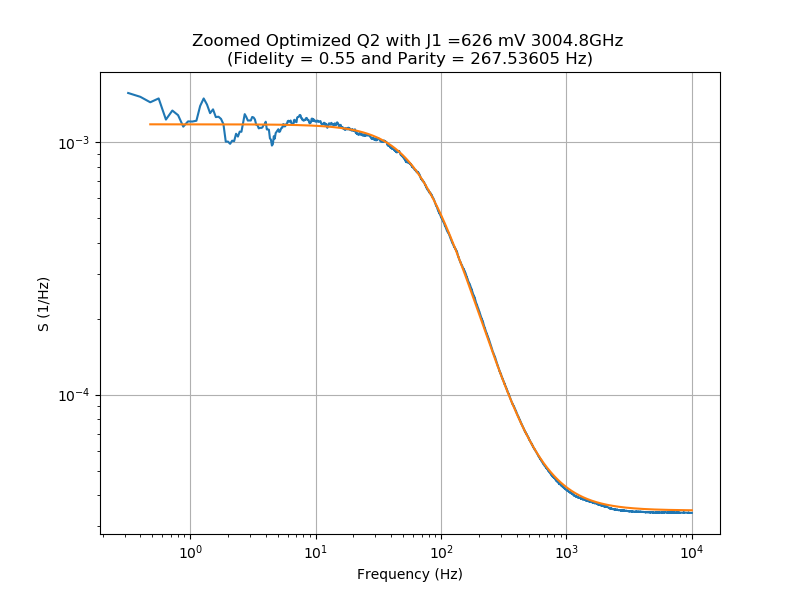 Zoomed Optimized Q2 with J1 =626 mV 3004.8GHz
(Fidelity = 0.55 and Parity = 267.53605 Hz)
10⁻³
10⁻⁴
S (1/Hz)
10⁰ 10¹ 10² 10³ 10⁴
Frequency (Hz)